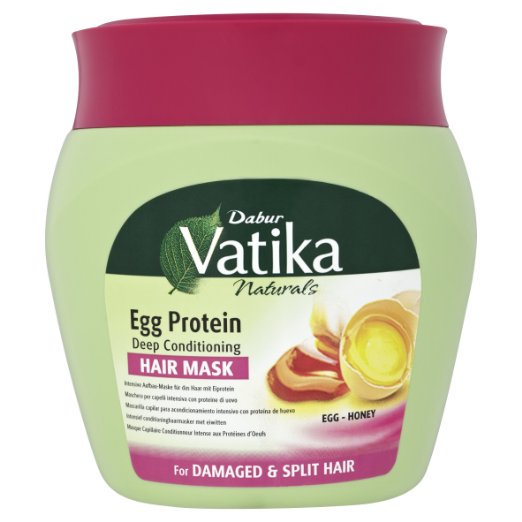 Dabur
Vatika
Naturals
Egg Protein
Deep Conditioning
HAIR MASK
Intensive Aufbau-Maske für das Haar mit Eiprotein
Maschera per capelli intensiva con proteine di uovo
Mascarilla capilar para acondicionamiento intensivo con proteína de huevo
Intensief conditioninghaarmasker met eiwitten
Masque Capillaire Conditionneur Intense aux Protéines d'Oeufs
EGG - HONEY
For DAMAGED & SPLIT HAIR